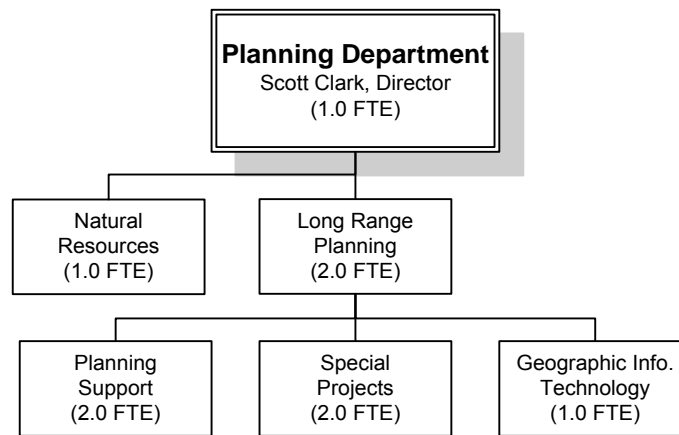 Planning Department
Scott Clark, Director
(1.0 FTE)
Natural
Resources
(1.0 FTE)
Long Range
Planning
(2.0 FTE)
Planning
Support
(2.0 FTE)
Special
Projects
(2.0 FTE)
Geographic Info.
Technology
(1.0 FTE)